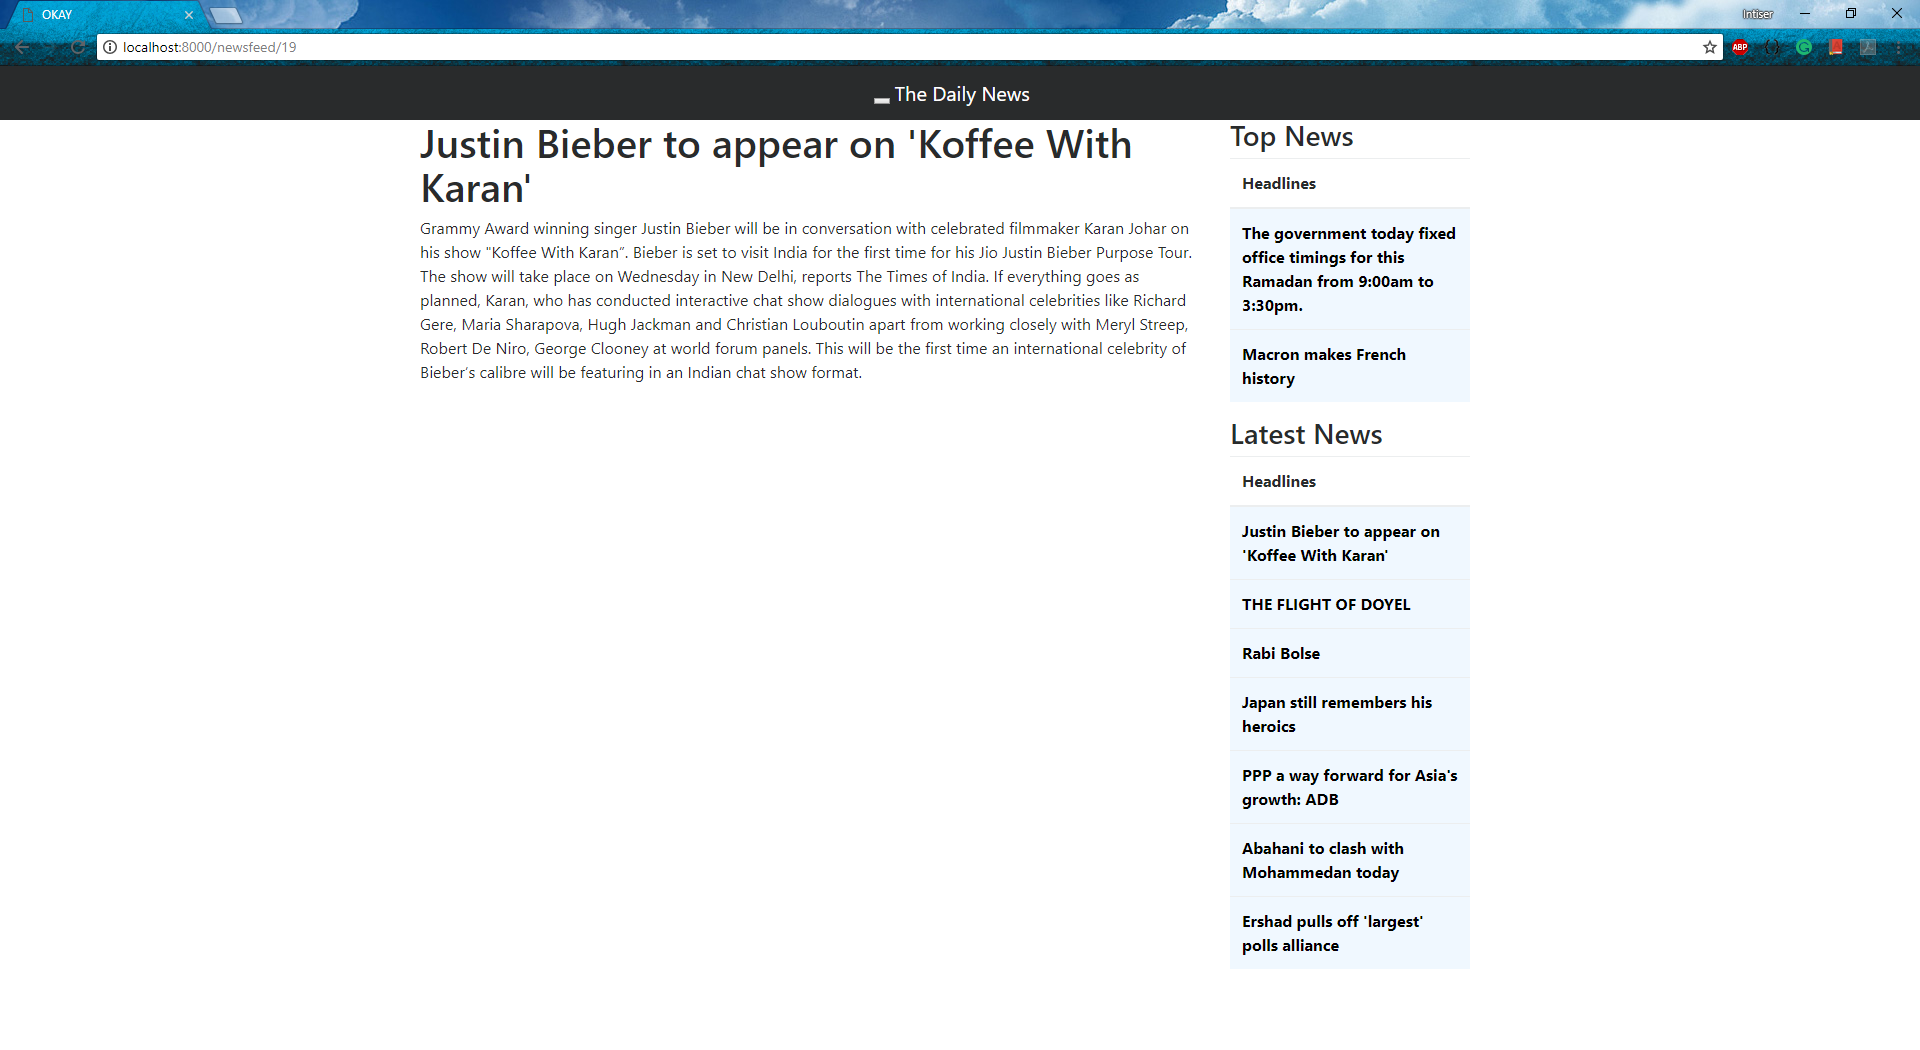 OKAY
Intiser
localhost:8000/newsfeed/19
ABP
The Daily News
Justin Bieber to appear on 'Koffee With
Karan'
Grammy Award winning singer Justin Bieber will be in conversation with celebrated filmmaker Karan Johar on
his show “Koffee With Karan”. Bieber is set to visit India for the first time for his Jio Justin Bieber Purpose Tour.
The show will take place on Wednesday in New Delhi, reports The Times of India. If everything goes as
planned, Karan, who has conducted interactive chat show dialogues with international celebrities like Richard
Gere, Maria Sharapova, Hugh Jackman and Christian Louboutin apart from working closely with Meryl Streep,
Robert De Niro, George Clooney at world forum panels. This will be the first time an international celebrity of
Bieber’s calibre will be featuring in an Indian chat show format.
Top News
Headlines
The government today fixed
office timings for this
Ramadan from 9:00am to
3:30pm.
Macron makes French
history
Latest News
Headlines
Justin Bieber to appear on
'Koffee With Karan'
THE FLIGHT OF DOYEL
Rabi Bolse
Japan still remembers his
heroics
PPP a way forward for Asia's
growth: ADB
Abahani to clash with
Mohammedan today
Ershad pulls off 'largest'
polls alliance